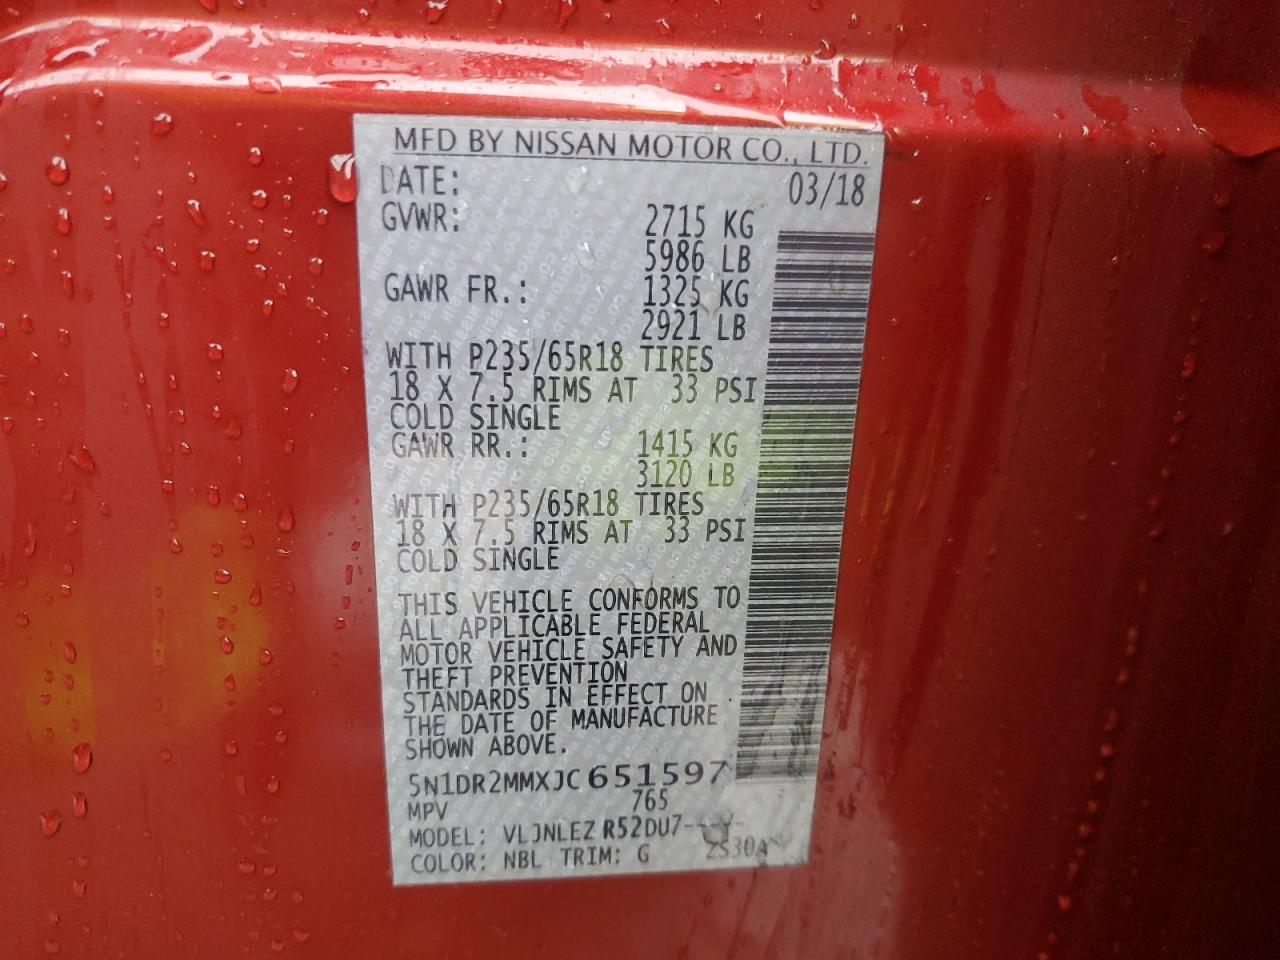 MFD BY NISSAN MOTOR CO., LTD.
DATE: 03/18
GVWR: 2715 KG
5986 LB
GAWR FR.: 1325 KG
2921 LB
WITH P235/65R18 TIRES
18 X 7.5 RIMS AT 33 PSI
COLD SINGLE
GAWR RR.: 1415 KG
3120 LB
WITH P235/65R18 TIRES
18 X 7.5 RIMS AT 33 PSI
COLD SINGLE
THIS VEHICLE CONFORMS TO
ALL APPLICABLE FEDERAL
MOTOR VEHICLE SAFETY AND
THEFT PREVENTION
STANDARDS IN EFFECT ON
THE DATE OF MANUFACTURE
SHOWN ABOVE.
5N1DR2MMXJC651597
MPV 765
MODEL: VLJNLEZ R52DU7-
COLOR: NBL TRIM: G